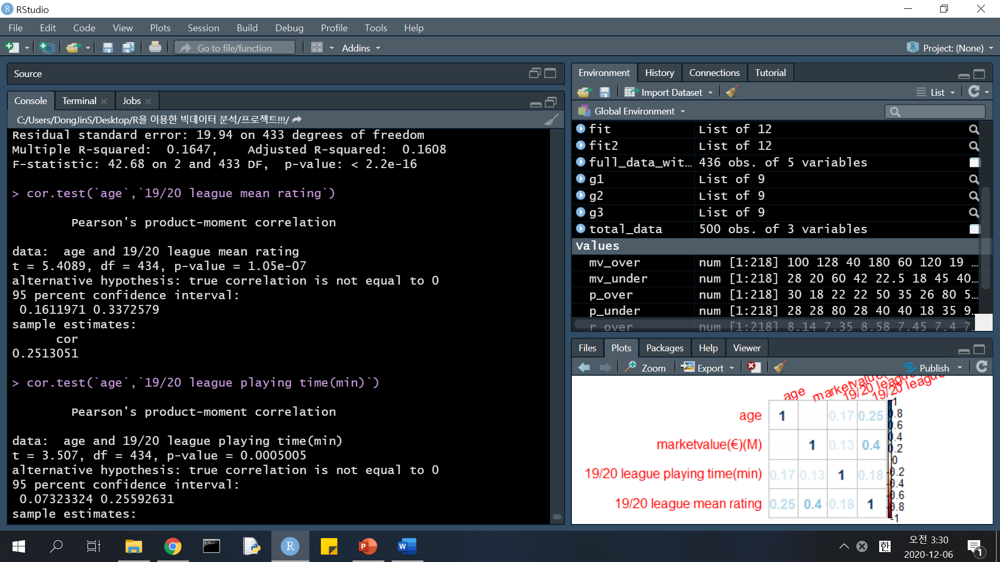 RStudio
File Edit Code View Plots Session Build Debug Profile Tools Help
Go to file/function Addins Project: (None)
Source
Console Terminal Jobs
C:/Users/DongJinS/Desktop/R을 이용한 빅데이터 분석/프로젝트!!!/
Residual standard error: 19.94 on 433 degrees of freedom
Multiple R-squared:  0.1647,    Adjusted R-squared:  0.1608
F-statistic: 42.68 on 2 and 433 DF,  p-value: < 2.2e-16
> cor.test(`age`,`19/20 league mean rating`)
Pearson's product-moment correlation
data:  age and 19/20 league mean rating
t = 5.4089, df = 434, p-value = 1.05e-07
alternative hypothesis: true correlation is not equal to 0
95 percent confidence interval:
0.1611971 0.3372579
sample estimates:
cor
0.2513051
> cor.test(`age`,`19/20 league playing time(min)`)
Pearson's product-moment correlation
data:  age and 19/20 league playing time(min)
t = 3.507, df = 434, p-value = 0.0005005
alternative hypothesis: true correlation is not equal to 0
95 percent confidence interval:
0.07323324 0.25592631
sample estimates:
Environment History Connections Tutorial
Import Dataset List
Global Environment
fit List of 12
fit2 List of 12
full_data_wit… 436 obs. of 5 variables
g1 List of 9
g2 List of 9
g3 List of 9
total_data 500 obs. of 3 variables
Values
mv_over num [1:218] 100 128 40 180 60 120 19 …
mv_under num [1:218] 28 20 60 42 22.5 18 45 40…
p_over num [1:218] 30 18 22 22 50 35 26 80 5…
p_under num [1:218] 28 28 80 28 40 40 18 35 9…
r_over num [1:218] 8.14 7.35 8.58 7.45 7.4 7…
Files Plots Packages Help Viewer
Zoom Export Publish
age marketvalue( 19/20 league 19/20 league
age 1 0.02 0.17 0.25
marketvalue(€)(M) 0.02 1 0.13 0.4
19/20 league playing time(min) 0.17 0.13 1 0.18
19/20 league mean rating 0.25 0.4 0.18 1
1
0.8
0.6
0.4
0.2
0
-0.2
-0.4
-0.6
-0.8
-1
한
오전 3:30
2020-12-06
1